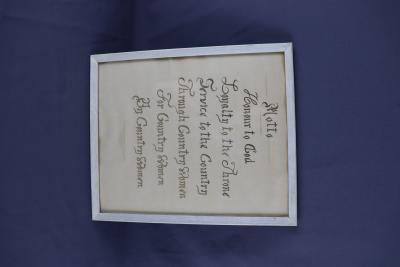 Motto
Honour to God
Loyalty to the Throne
Service to the Country
Through Country Women
For Country Women
By Country Women